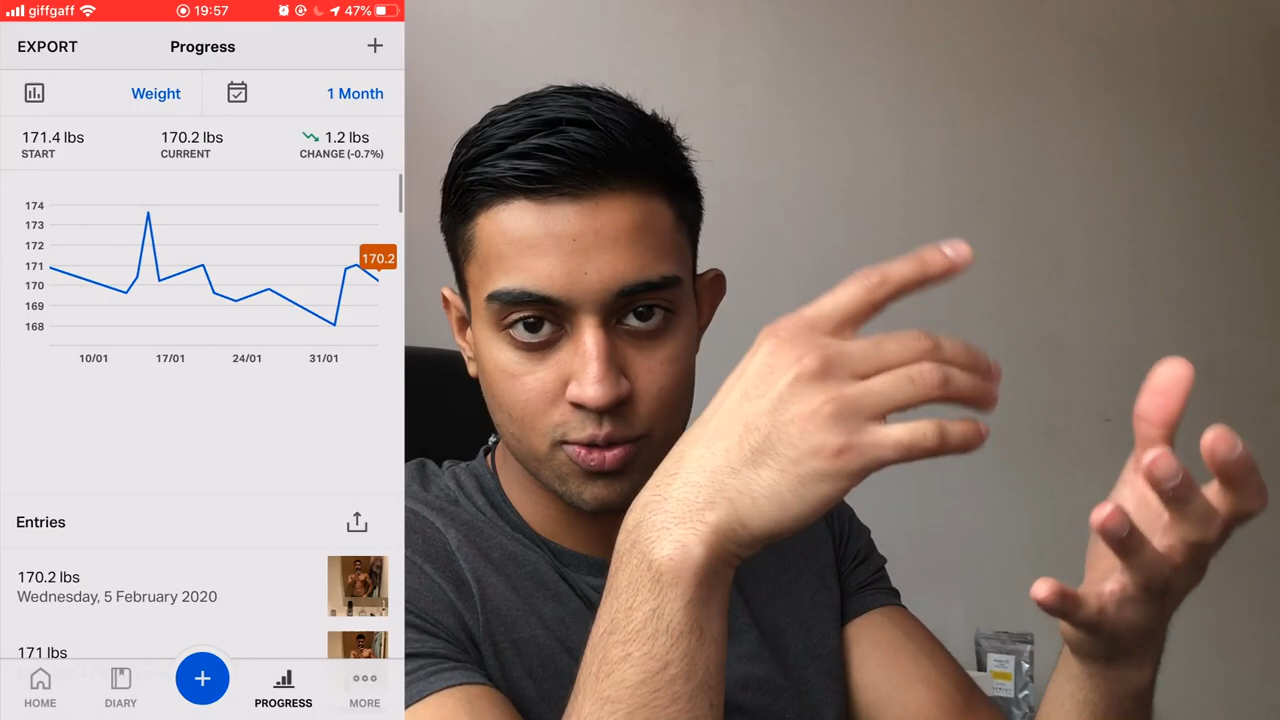 giffgaff 19:57 47%
EXPORT Progress +
Weight 1 Month
171.4 lbs 170.2 lbs 1.2 lbs
START CURRENT CHANGE (-0.7%)
174
173
172
171
170
169
168
170.2
10/01 17/01 24/01 31/01
Entries
170.2 lbs
Wednesday, 5 February 2020
171 lbs
HOME DIARY PROGRESS MORE